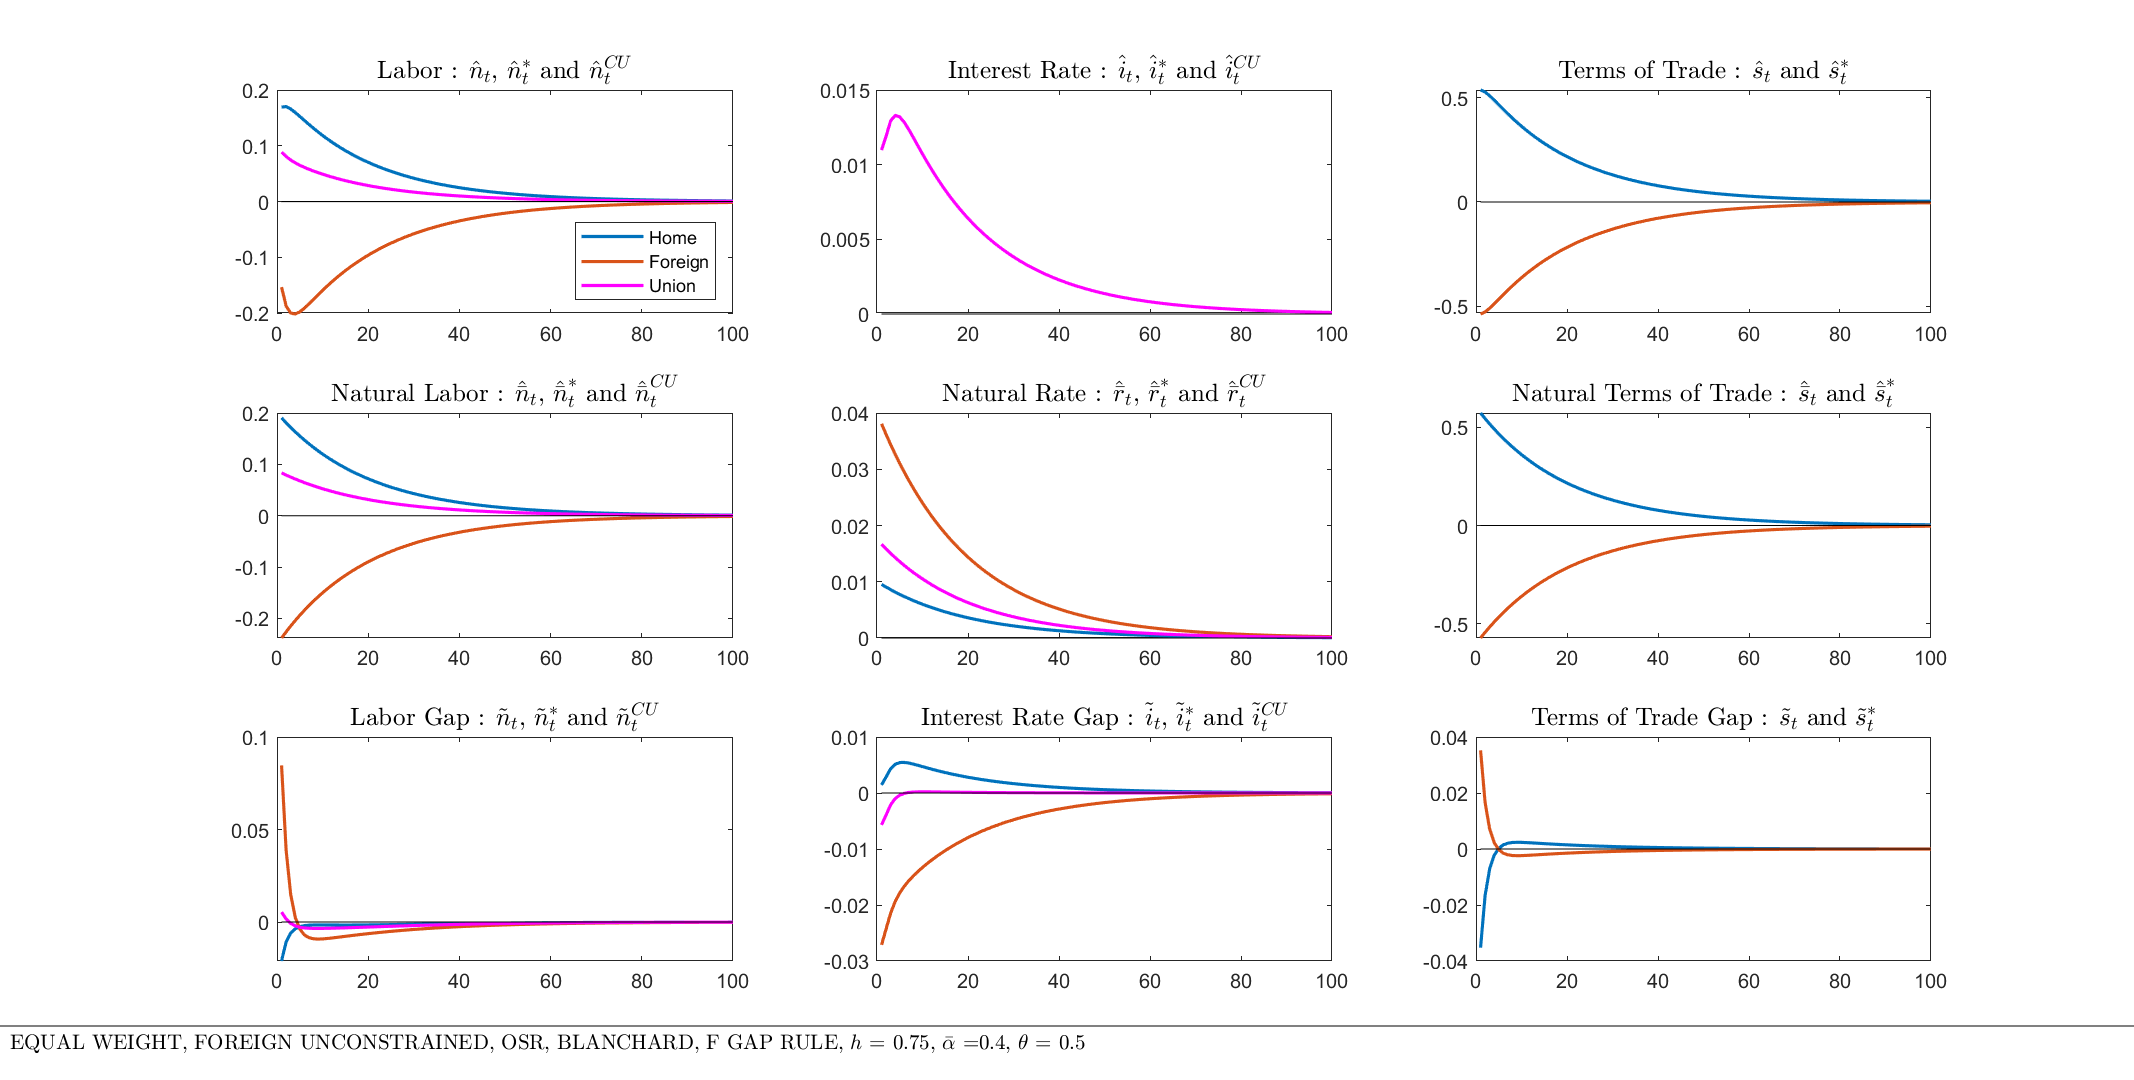 Labor : n̂ₜ, n̂ₜ* and n̂ₜᶜᵁ
0.2
0.1
0
-0.1
-0.2
0 20 40 60 80 100
Home
Foreign
Union
Interest Rate : îₜ, îₜ* and îₜᶜᵁ
0.015
0.01
0.005
0
0 20 40 60 80 100
Terms of Trade : ŝₜ and ŝₜ*
0.5
0
-0.5
0 20 40 60 80 100
Natural Labor : n̄̂ₜ, n̄̂ₜ* and n̄̂ₜᶜᵁ
0.2
0.1
0
-0.1
-0.2
0 20 40 60 80 100
Natural Rate : r̄̂ₜ, r̄̂ₜ* and r̄̂ₜᶜᵁ
0.04
0.03
0.02
0.01
0
0 20 40 60 80 100
Natural Terms of Trade : s̄̂ₜ and s̄̂ₜ*
0.5
0
-0.5
0 20 40 60 80 100
Labor Gap : ñₜ, ñₜ* and ñₜᶜᵁ
0.1
0.05
0
0 20 40 60 80 100
Interest Rate Gap : ĩₜ, ĩₜ* and ĩₜᶜᵁ
0.01
0
-0.01
-0.02
-0.03
0 20 40 60 80 100
Terms of Trade Gap : s̃ₜ and s̃ₜ*
0.04
0.02
0
-0.02
-0.04
0 20 40 60 80 100
EQUAL WEIGHT, FOREIGN UNCONSTRAINED, OSR, BLANCHARD, F GAP RULE, h = 0.75, ᾱ =0.4, θ = 0.5